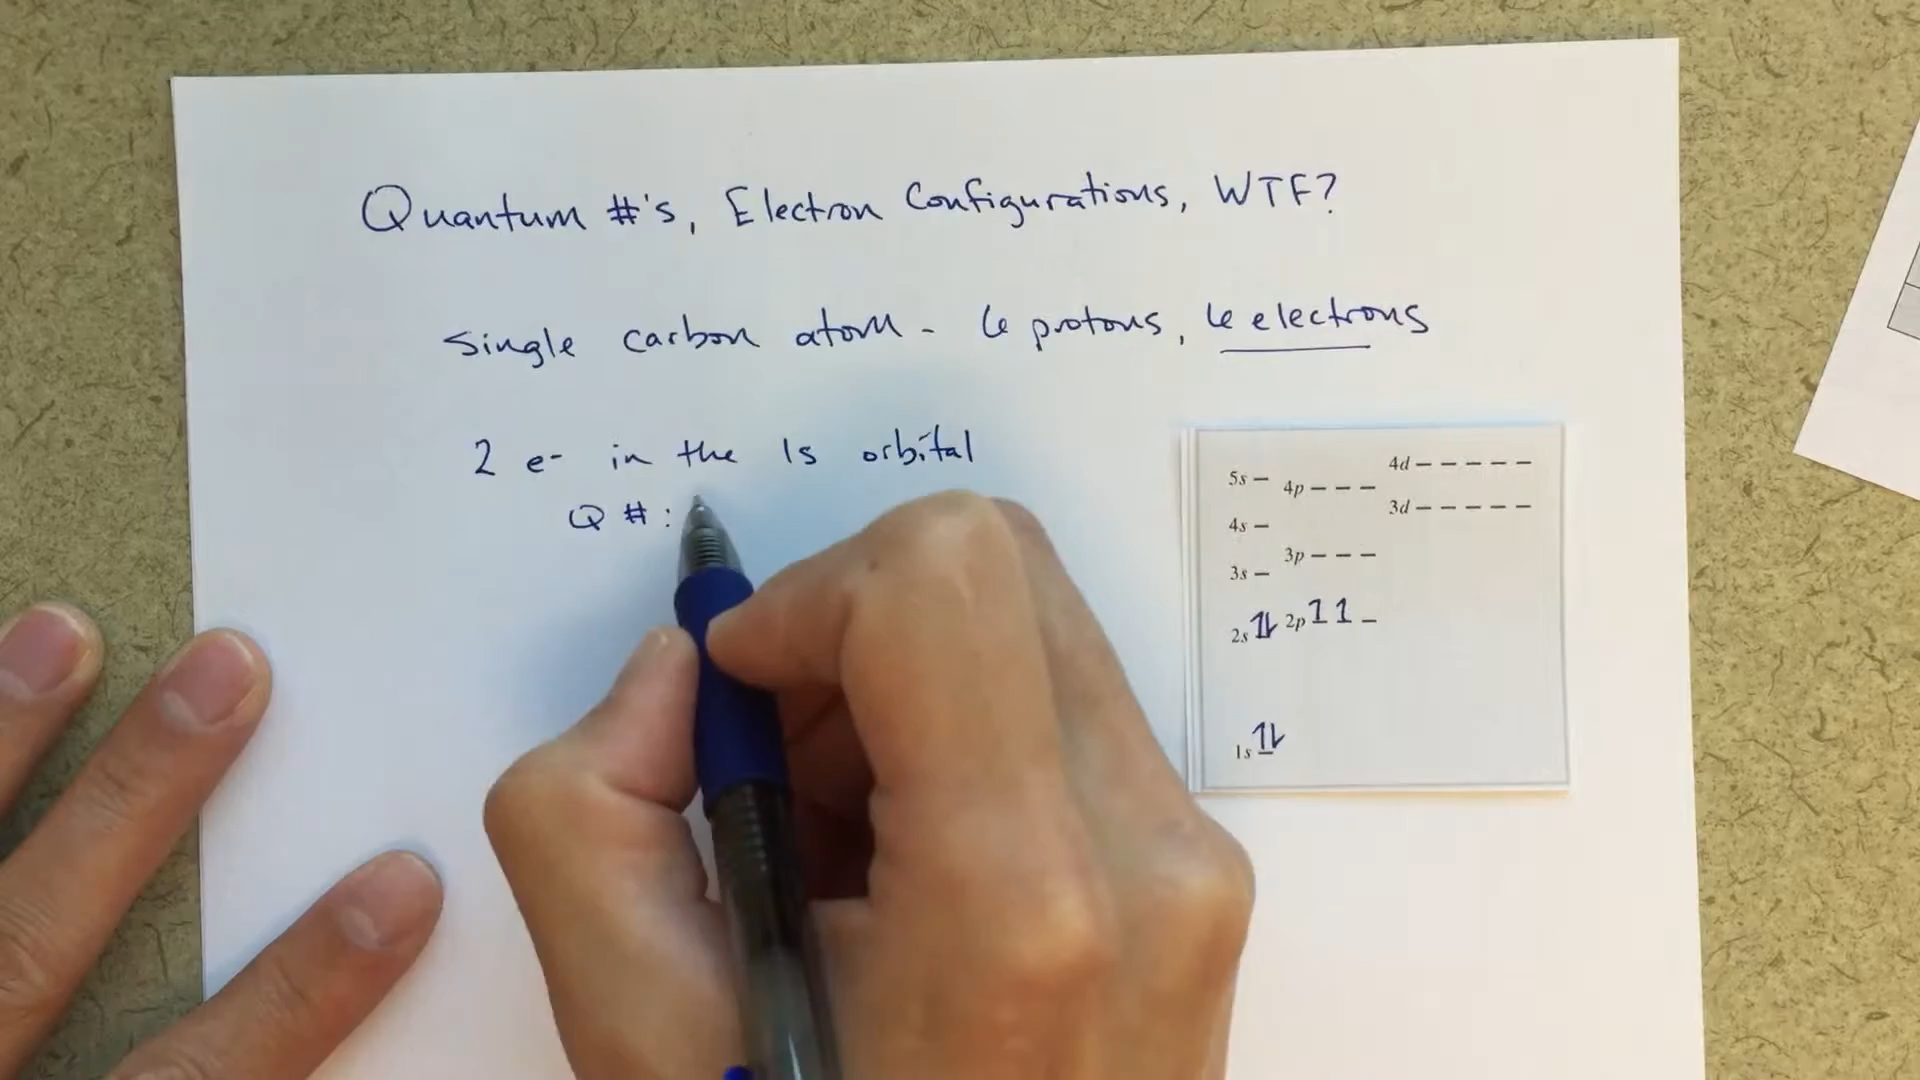 Quantum #'s, Electron Configurations, WTF?
Single carbon atom - 6 protons, 6 electrons
2 e- in the 1s orbital
Q #:
4d
5s 4p
3d
4s
3p
3s
2s 2p
1s